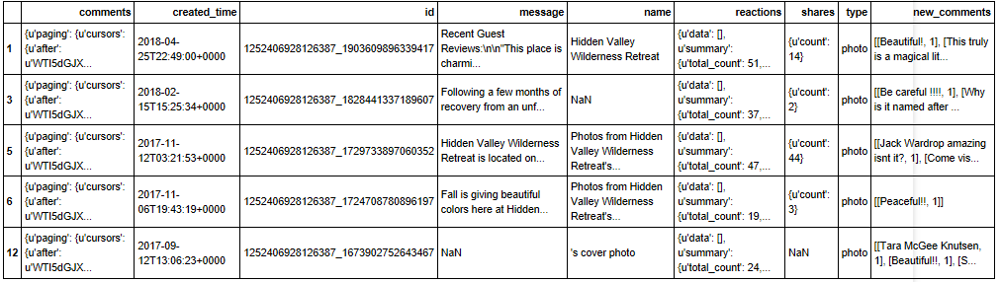 comments created_time id message name reactions shares type new_comments
1 {u'paging': {u'cursors': {u'after': u'WTI5dGJX... 2018-04-25T22:49:00+0000 1252406928126387_1903609896339417 Recent Guest Reviews:\n\n"This place is charmi... Hidden Valley Wilderness Retreat {u'data': [], u'summary': {u'total_count': 51,... {u'count': 14} photo [[Beautiful!, 1], [This truly is a magical lit...
3 {u'paging': {u'cursors': {u'after': u'WTI5dGJX... 2018-02-15T15:25:34+0000 1252406928126387_1828441337189607 Following a few months of recovery from an unf... NaN {u'data': [], u'summary': {u'total_count': 37,... {u'count': 2} photo [[Be careful !!!!, 1], [Why is it named after ...
5 {u'paging': {u'cursors': {u'after': u'WTI5dGJX... 2017-11-12T03:21:53+0000 1252406928126387_1729733897060352 Hidden Valley Wilderness Retreat is located on... Photos from Hidden Valley Wilderness Retreat's... {u'data': [], u'summary': {u'total_count': 47,... {u'count': 44} photo [[Jack Wardrop amazing isnt it?, 1], [Come vis...
6 {u'paging': {u'cursors': {u'after': u'WTI5dGJX... 2017-11-06T19:43:19+0000 1252406928126387_1724708780896197 Fall is giving beautiful colors here at Hidden... Photos from Hidden Valley Wilderness Retreat's... {u'data': [], u'summary': {u'total_count': 19,... {u'count': 3} photo [[Peaceful!!, 1]]
12 {u'paging': {u'cursors': {u'after': u'WTI5dGJX... 2017-09-12T13:06:23+0000 1252406928126387_1673902752643467 NaN 's cover photo {u'data': [], u'summary': {u'total_count': 24,... NaN photo [[Tara McGee Knutsen, 1], [Beautiful!!, 1], [S...